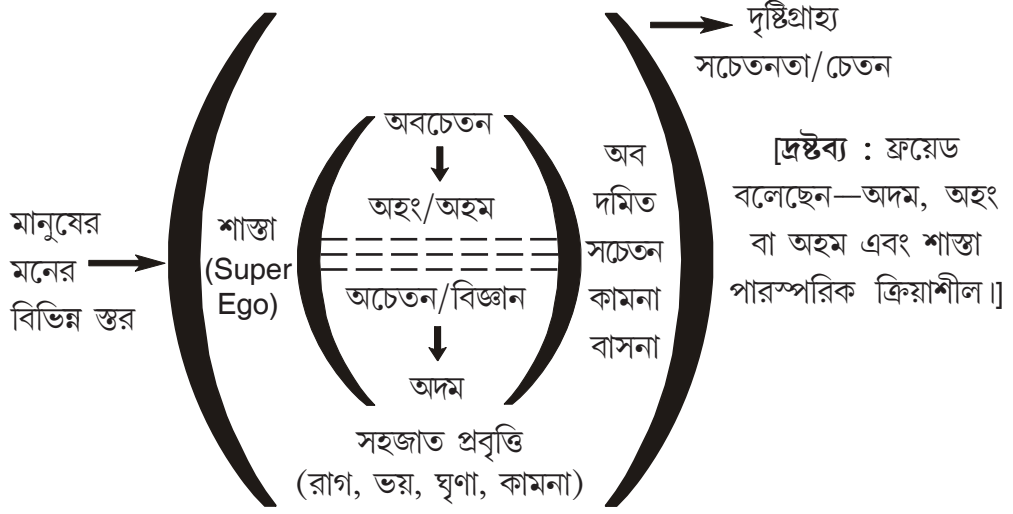 মানুষের
মনের
বিভিন্ন স্তর
শাস্তা
(Super
Ego)
অবচেতন
অহং/অহম
অচেতন/বিজ্ঞান
অদম
সহজাত প্রবৃত্তি
(রাগ, ভয়, ঘৃণা, কামনা)
অব
দমিত
সচেতন
কামনা
বাসনা
দৃষ্টিগ্রাহ্য
সচেতনতা/চেতন
[দ্রষ্টব্য : ফ্রয়েড
বলেছেন—অদম, অহং
বা অহম এবং শাস্তা
পারস্পরিক ক্রিয়াশীল।]